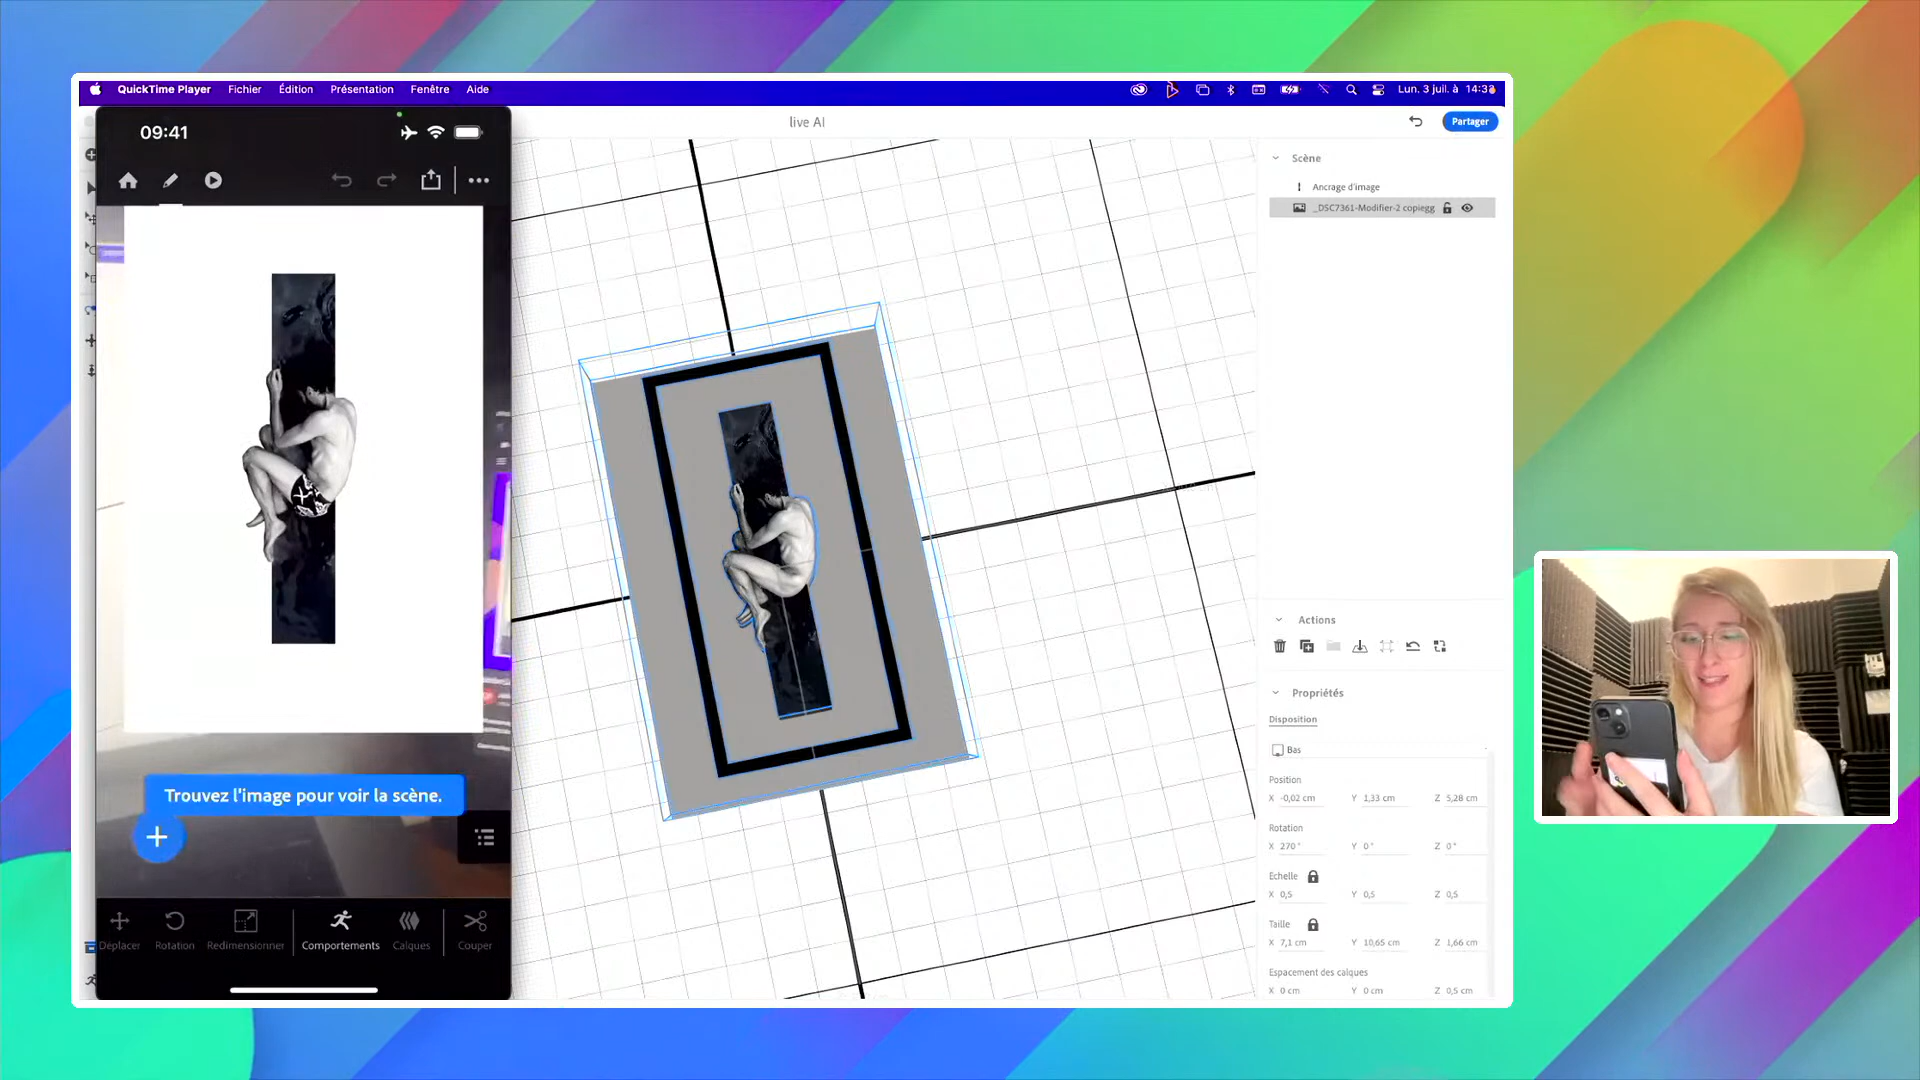 QuickTime Player Fichier Édition Présentation Fenêtre Aide
Lun. 3 juil. à 14:3
09:41
live AI
Partager
Scène
Ancrage d'image
_DSC7361-Modifier-2 copiegg
Trouvez l'image pour voir la scène.
Déplacer Rotation Redimensionner Comportements Calques Couper
Actions
Propriétés
Disposition
Bas
Position
X -0,02 cm Y 1,33 cm Z 5,28 cm
Rotation
X 270° Y 0° Z 0°
Echelle
X 0,5 Y 0,5 Z 0,5
Taille
X 7,1 cm Y 10,65 cm Z 1,66 cm
Espacement des calques
X 0 cm Y 0 cm Z 0,5 cm